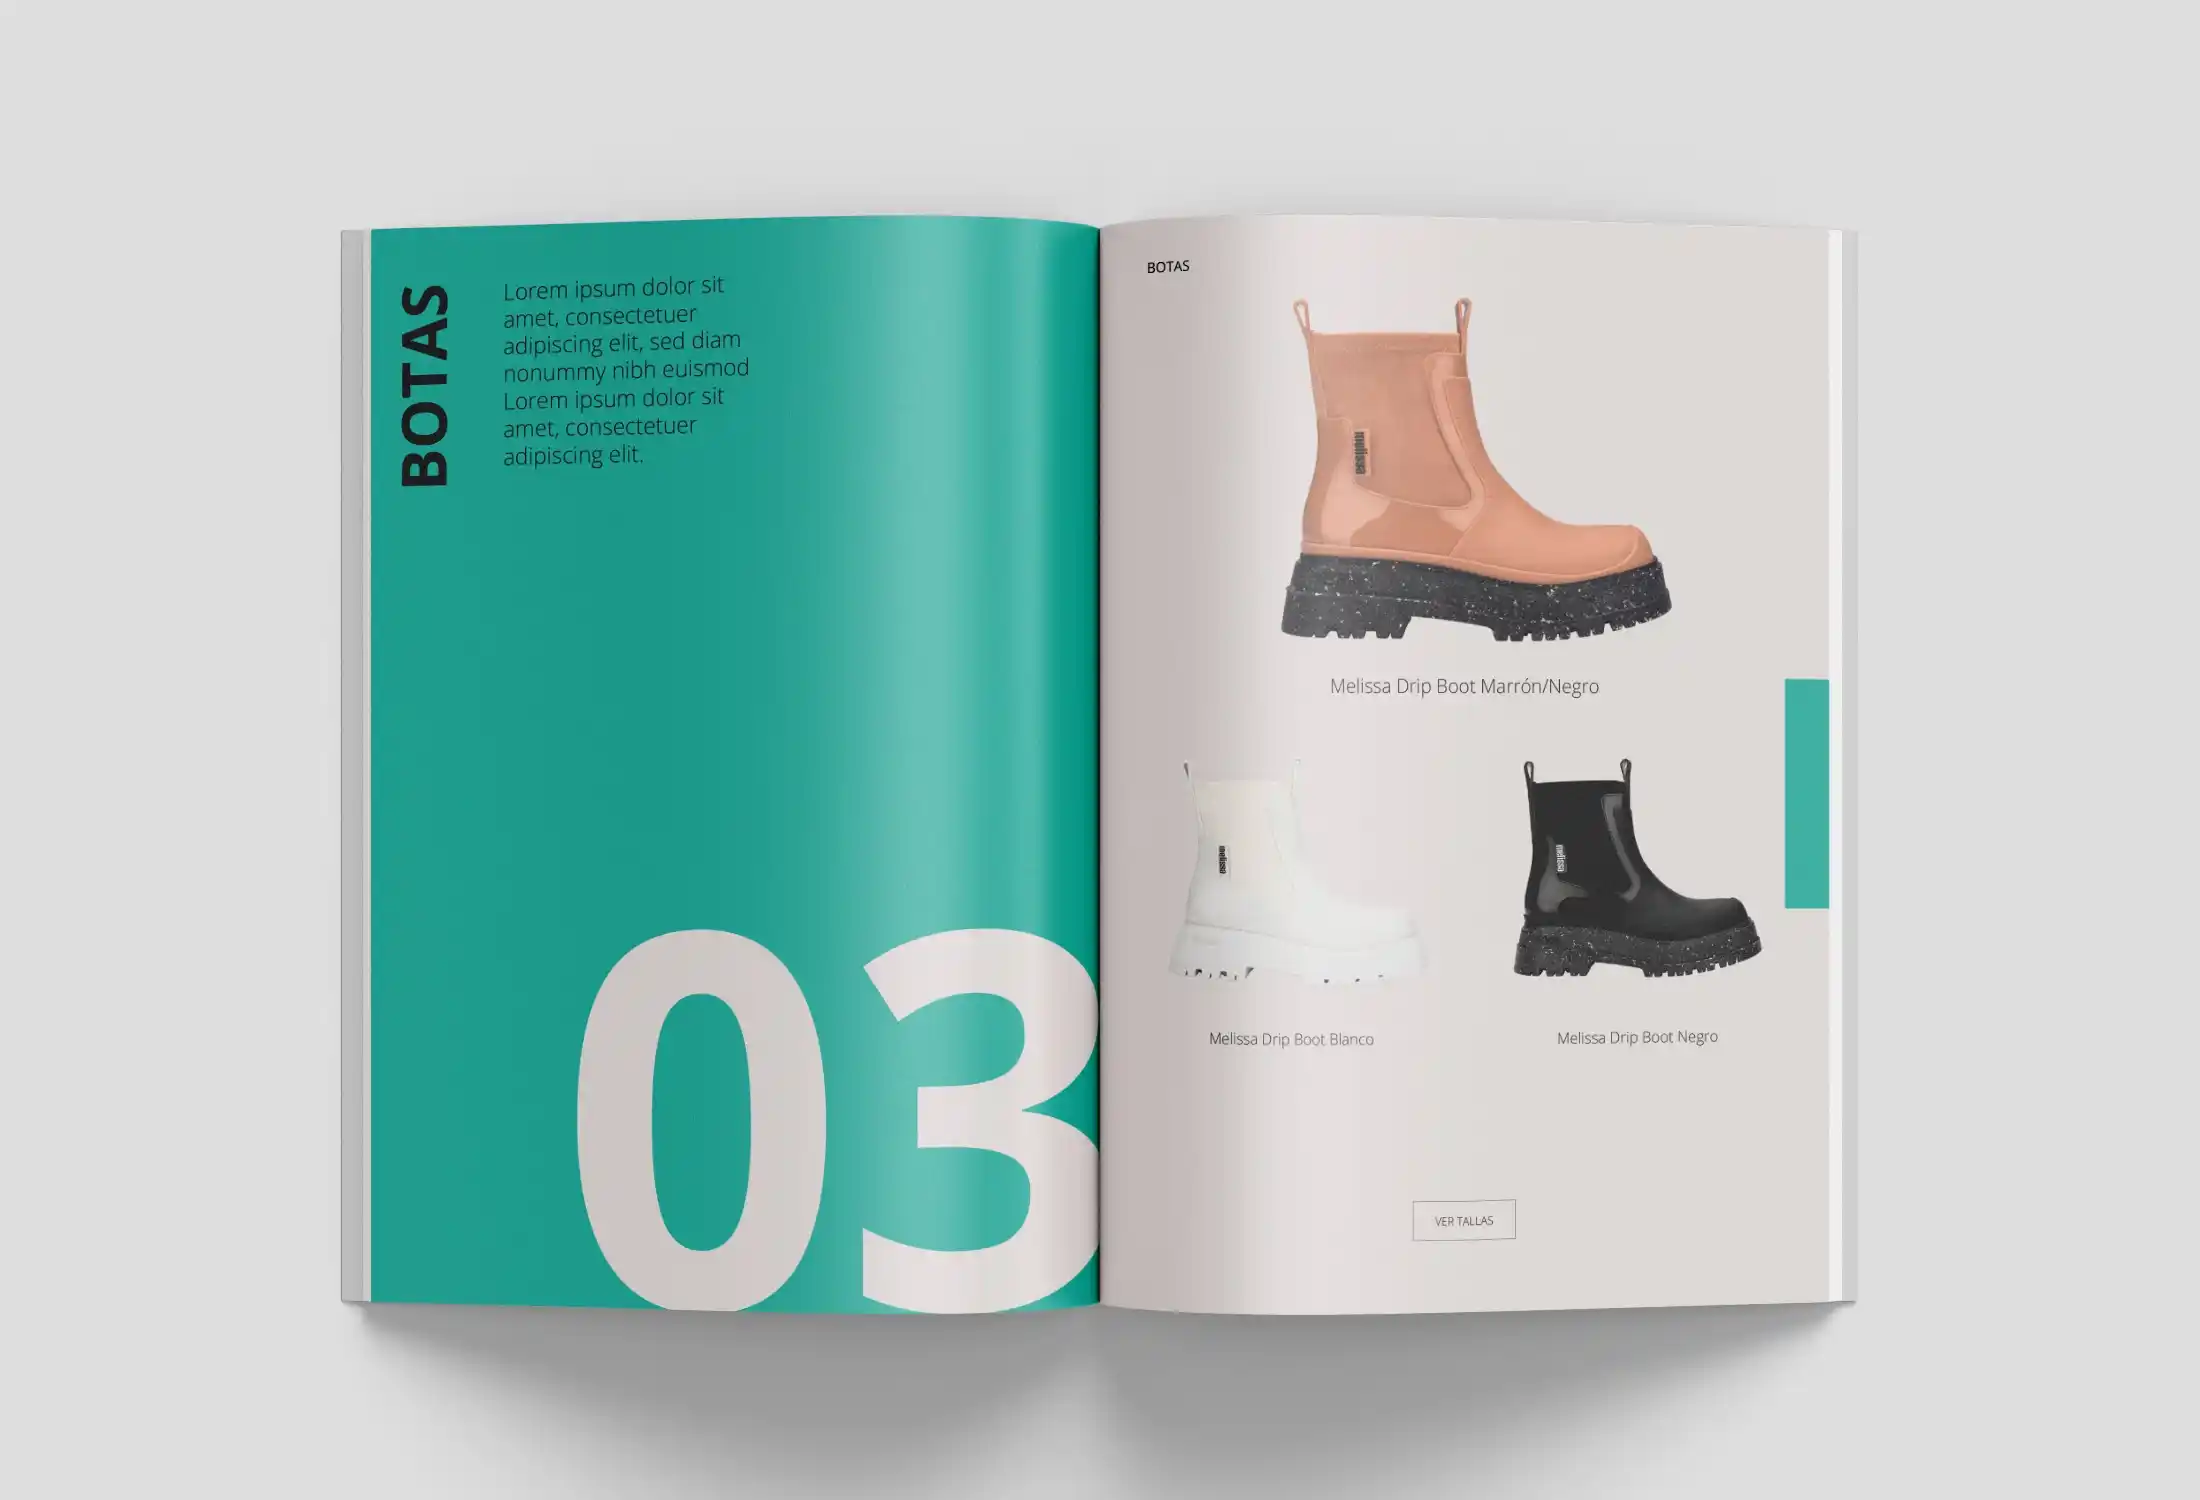 BOTAS
Lorem ipsum dolor sit
amet, consectetuer
adipiscing elit, sed diam
nonummy nibh euismod
Lorem ipsum dolor sit
amet, consectetuer
adipiscing elit.
03
BOTAS
melissa
Melissa Drip Boot Marrón/Negro
melissa
melissa
Melissa Drip Boot Blanco
Melissa Drip Boot Negro
VER TALLAS